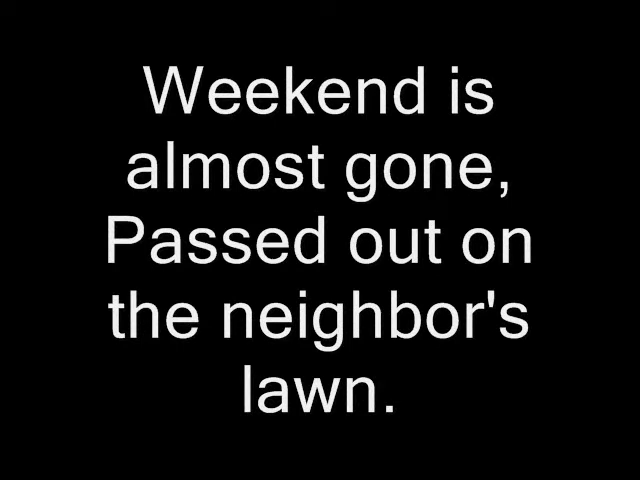 Weekend is
almost gone,
Passed out on
the neighbor's
lawn.